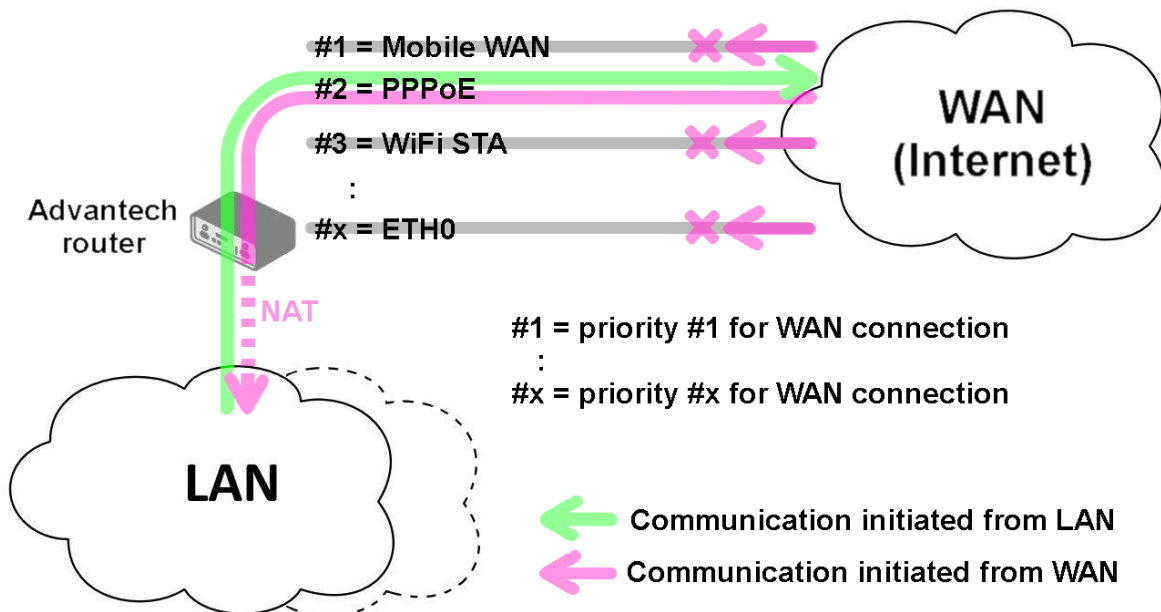 #1 = Mobile WAN
#2 = PPPoE
#3 = WiFi STA
:
#x = ETH0
WAN
(Internet)
Advantech
router
NAT
#1 = priority #1 for WAN connection
:
#x = priority #x for WAN connection
LAN
Communication initiated from LAN
Communication initiated from WAN